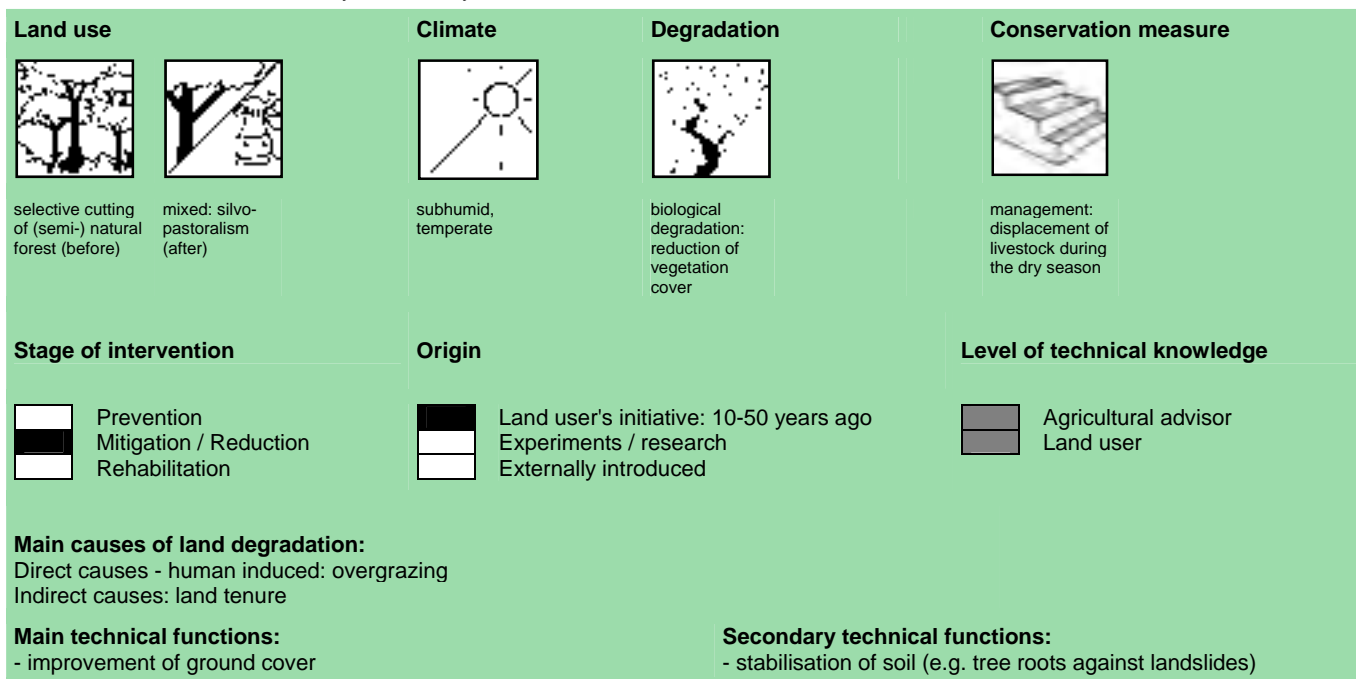 Land use
Climate
Degradation
Conservation measure
selective cutting
of (semi-) natural
forest (before)
mixed: silvo-
pastoralism
(after)
subhumid,
temperate
biological
degradation:
reduction of
vegetation
cover
management:
displacement of
livestock during
the dry season
Stage of intervention
Origin
Level of technical knowledge
Prevention
Mitigation / Reduction
Rehabilitation
Land user's initiative: 10-50 years ago
Experiments / research
Externally introduced
Agricultural advisor
Land user
Main causes of land degradation:
Direct causes - human induced: overgrazing
Indirect causes: land tenure
Main technical functions:
- improvement of ground cover
Secondary technical functions:
- stabilisation of soil (e.g. tree roots against landslides)